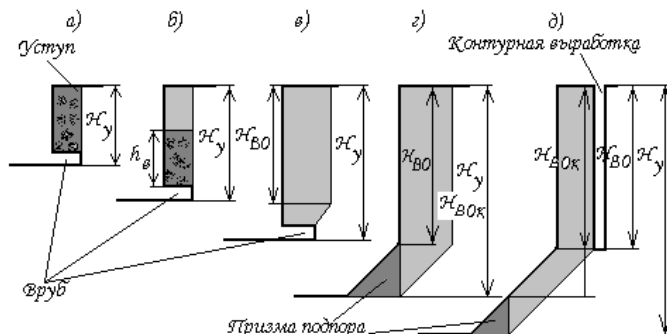 а)
б)
в)
г)
д)
Уступ
Контурная выработка
Hу
hв
Hу
HВО
Hу
HВО
Hу
HВОк
HВОк
HВО
Hу
Вруб
Призма подпора